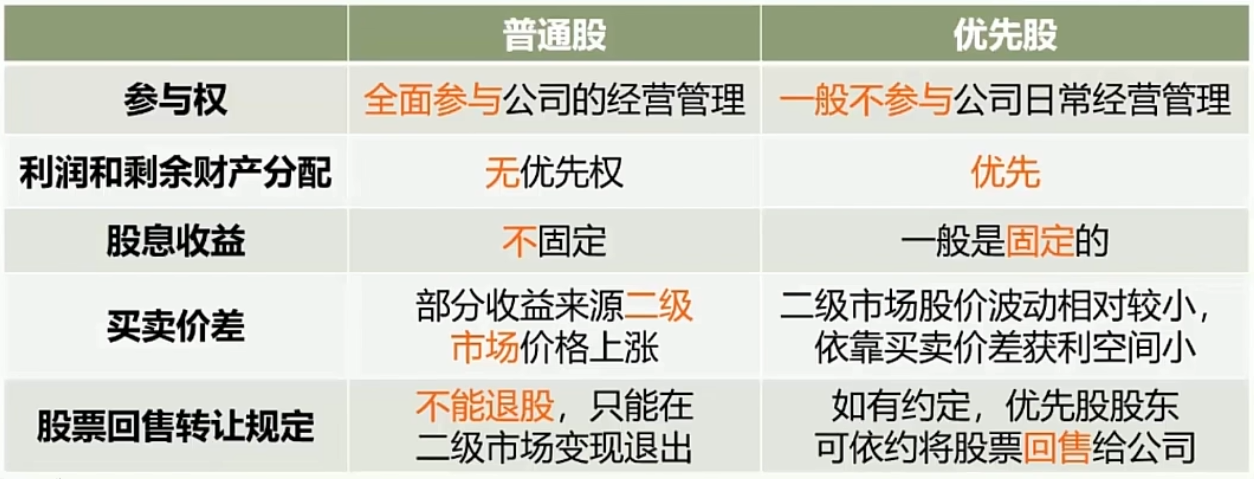 普通股 优先股
参与权 全面参与公司的经营管理 一般不参与公司日常经营管理
利润和剩余财产分配 无优先权 优先
股息收益 不固定 一般是固定的
买卖价差
部分收益来源二级
市场价格上涨
二级市场股价波动相对较小，
依靠买卖价差获利空间小
股票回售转让规定
不能退股，只能在
二级市场变现退出
如有约定，优先股股东
可依约将股票回售给公司